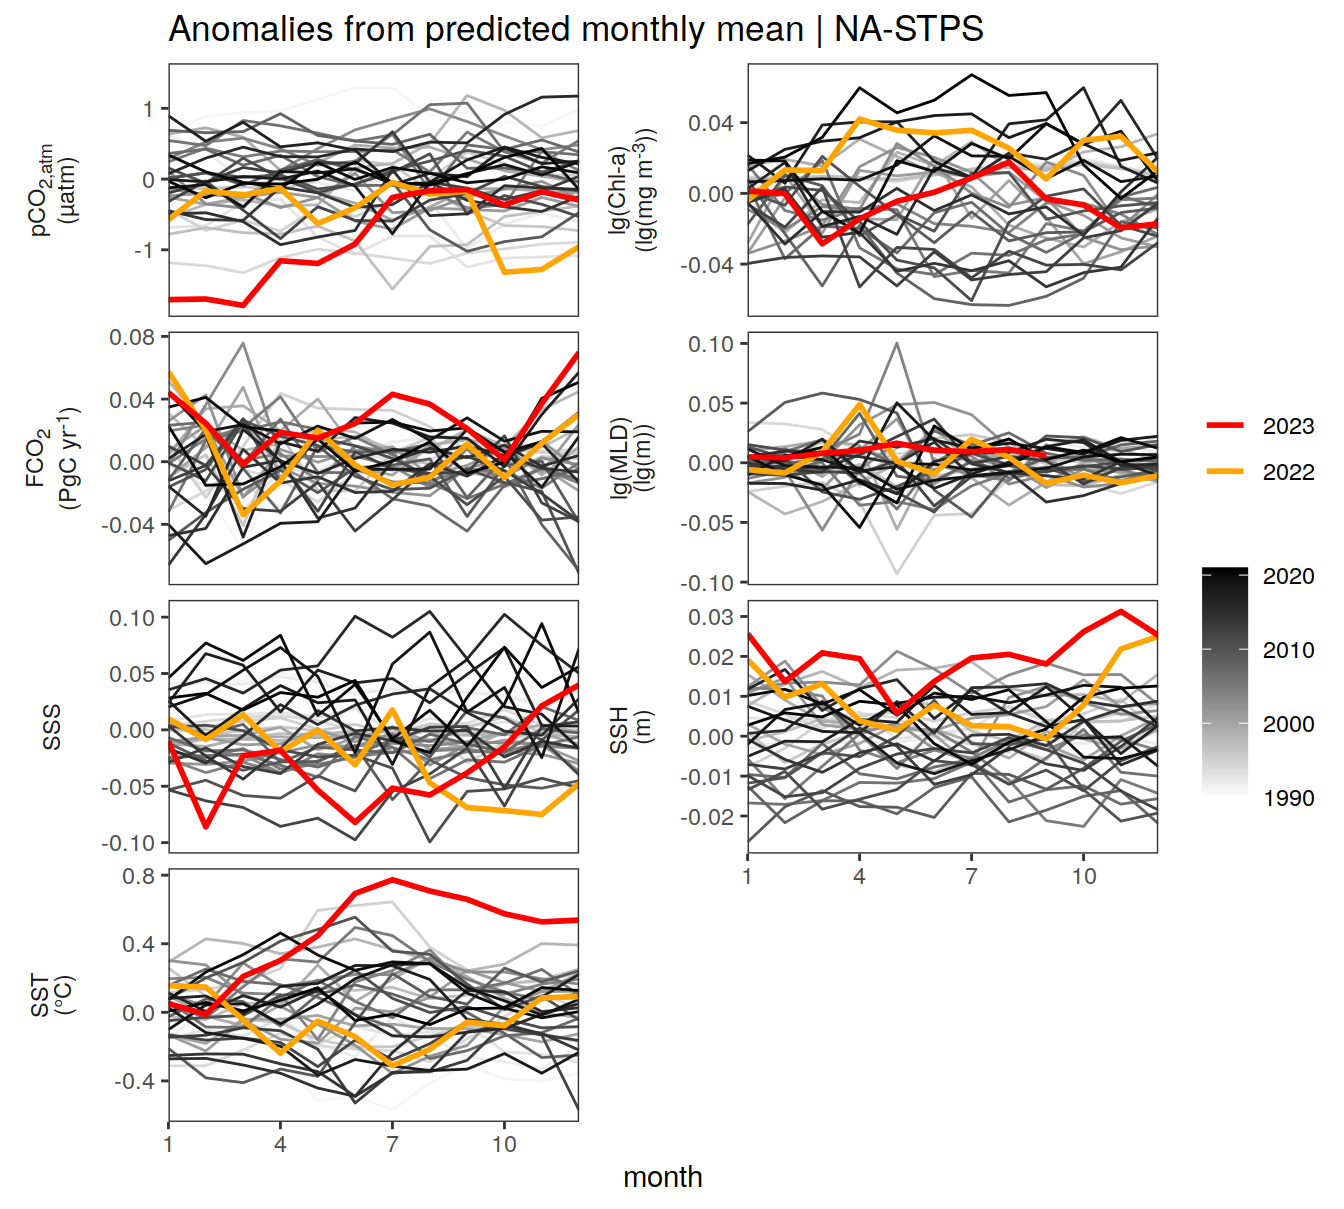 Anomalies from predicted monthly mean | NA-STPS
pCO2,atm
(µatm)
1
0
-1
lg(Chl-a)
(lg(mg m-3))
0.04
0.00
-0.04
FCO2
(PgC yr-1)
0.08
0.04
0.00
-0.04
lg(MLD)
(lg(m))
0.10
0.05
0.00
-0.05
-0.10
SSS
0.10
0.05
0.00
-0.05
-0.10
SSH
(m)
0.03
0.02
0.01
0.00
-0.01
-0.02
1 4 7 10
SST
(°C)
0.8
0.4
0.0
-0.4
1 4 7 10
month
2023
2022
2020
2010
2000
1990